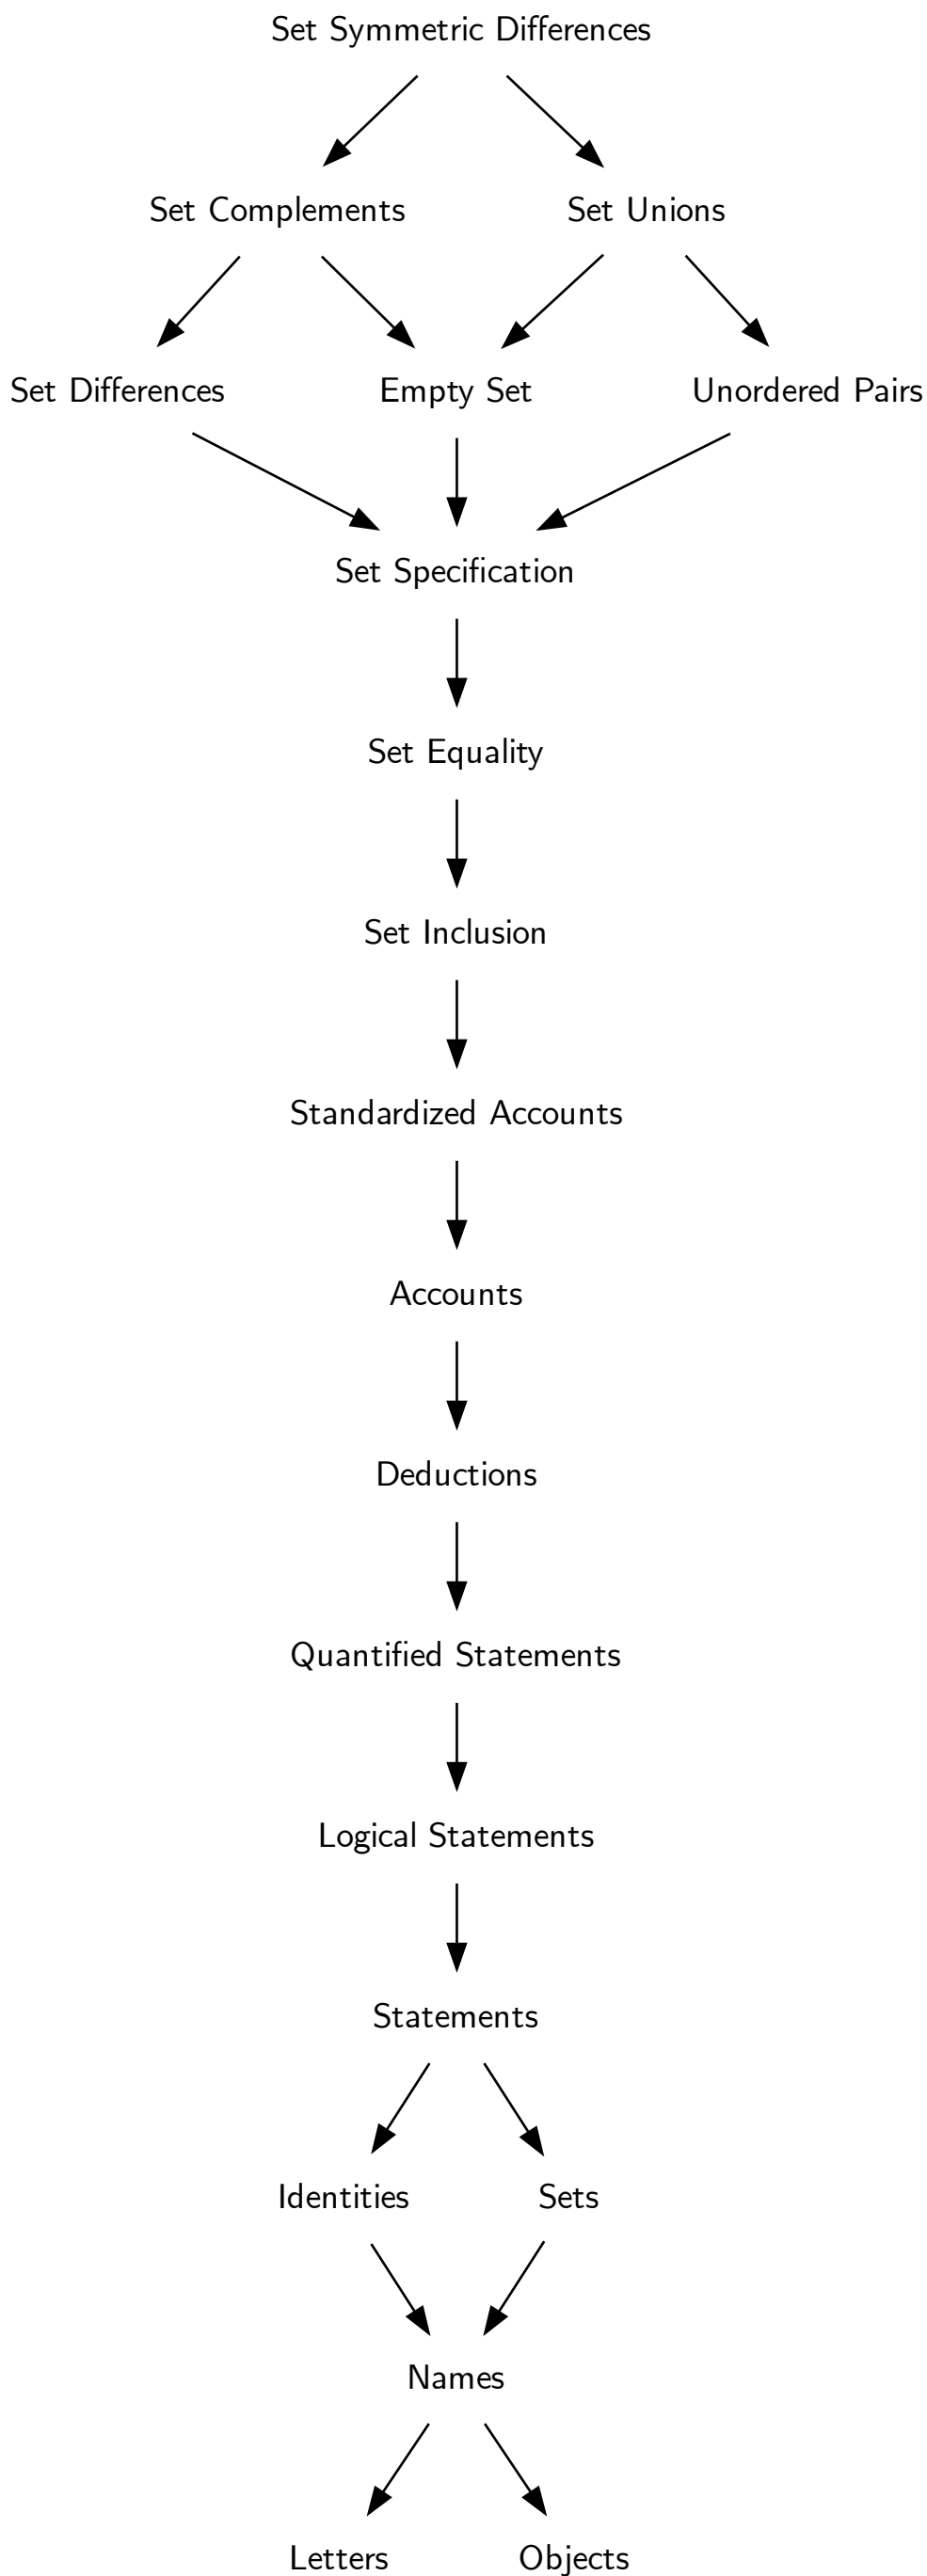 Set Symmetric Differences
Set Complements
Set Unions
Set Differences
Empty Set
Unordered Pairs
Set Specification
Set Equality
Set Inclusion
Standardized Accounts
Accounts
Deductions
Quantified Statements
Logical Statements
Statements
Identities
Sets
Names
Letters
Objects